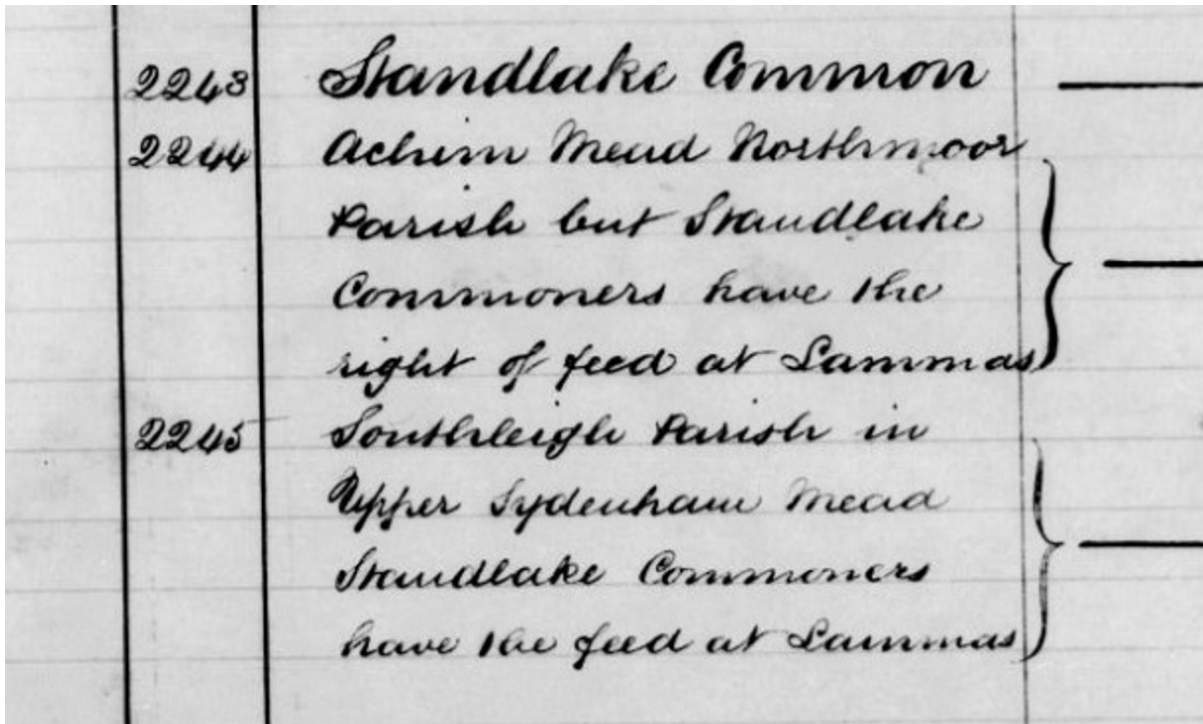 2243 Standlake Common
2244 Achim Mead Northmoor
Parish but Standlake
Commoners have the
right of feed at Lammas
2245 Southleigh Parish in
Upper Sydenham Mead
Standlake Commoners
have the feed at Lammas